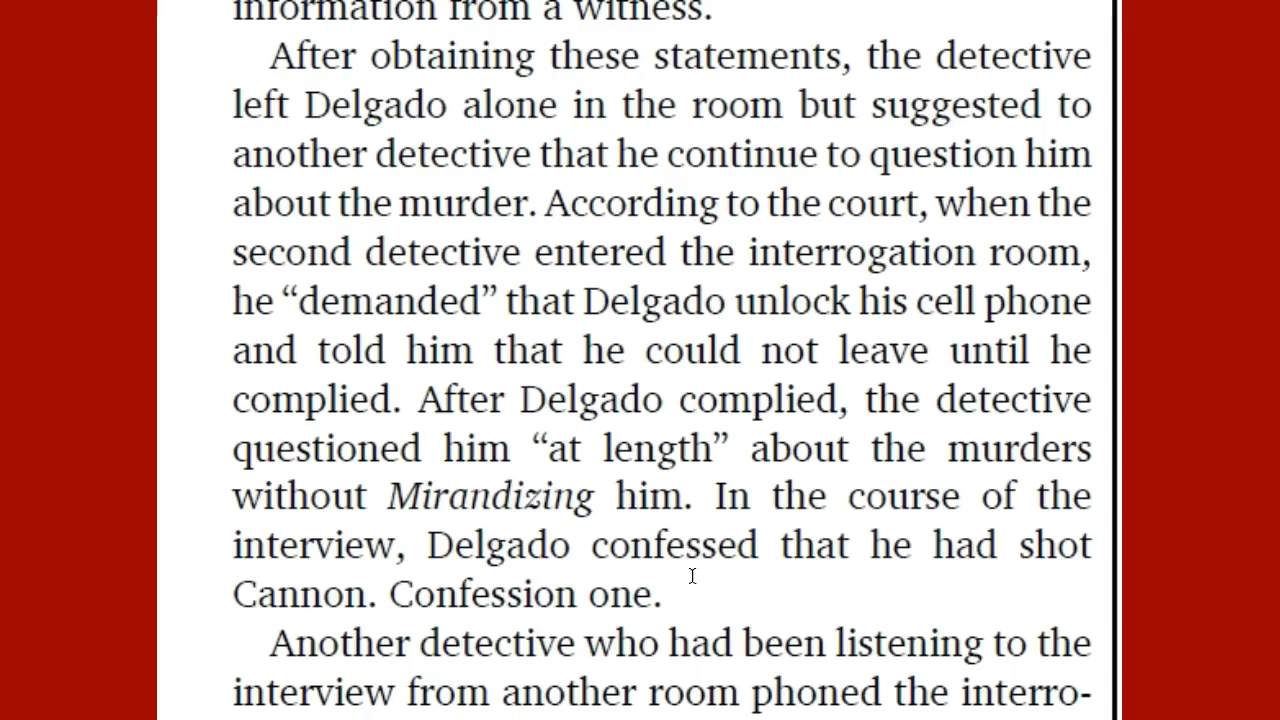 information from a witness.
After obtaining these statements, the detective
left Delgado alone in the room but suggested to
another detective that he continue to question him
about the murder. According to the court, when the
second detective entered the interrogation room,
he “demanded” that Delgado unlock his cell phone
and told him that he could not leave until he
complied. After Delgado complied, the detective
questioned him “at length” about the murders
without Mirandizing him. In the course of the
interview, Delgado confessed that he had shot
Cannon. Confession one.
Another detective who had been listening to the
interview from another room phoned the interro-